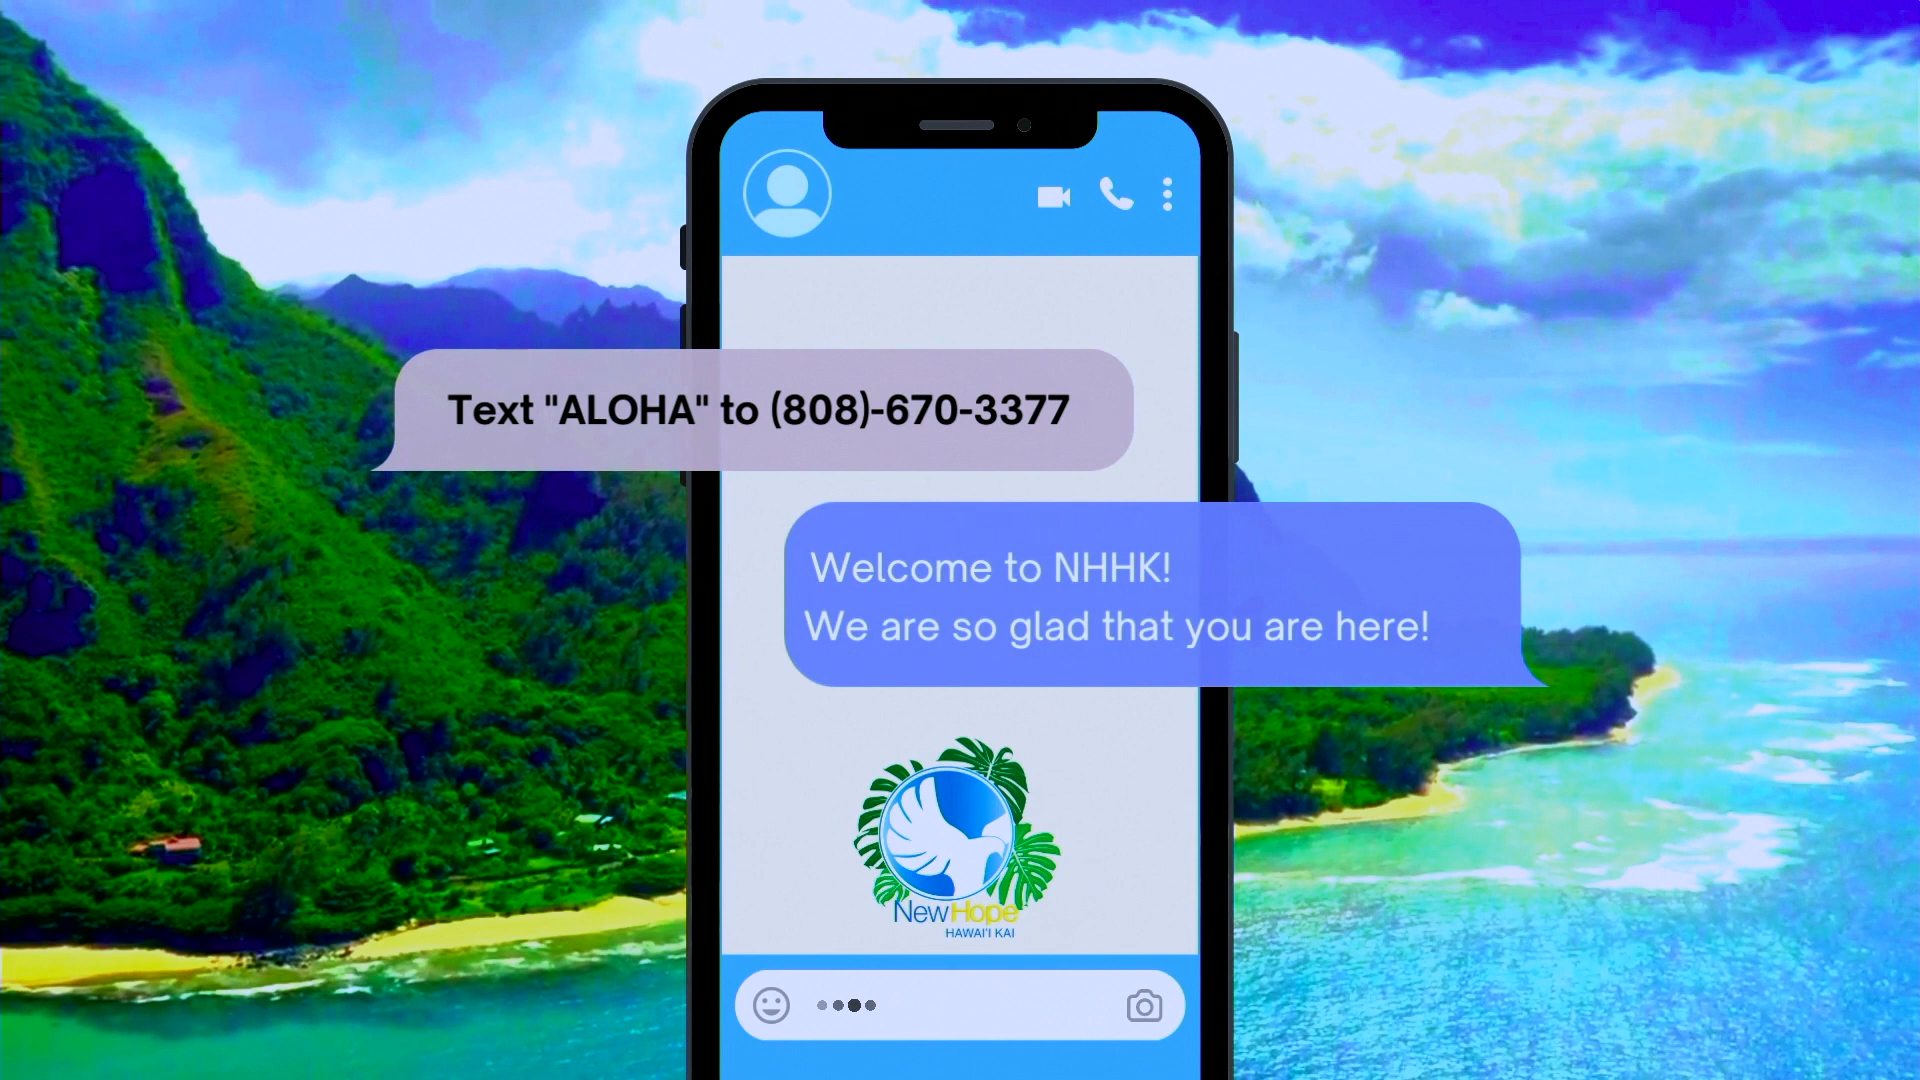 Text "ALOHA" to (808)-670-3377
Welcome to NHHK!
We are so glad that you are here!
NewHope
HAWAI'I KAI